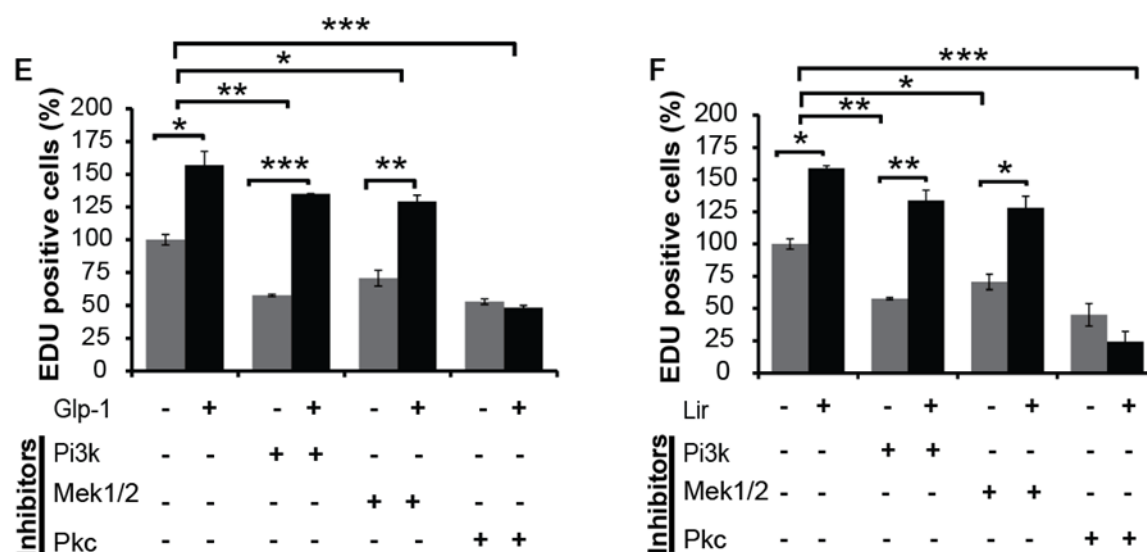 E
***
*
**
*
***
**
EDU positive cells (%)
200
175
150
125
100
75
50
25
0
Glp-1 - + - + - + - +
Inhibitors
Pi3k - - + + - - - -
Mek1/2 - - - - + + - -
Pkc - - - - - - + +
F
***
*
**
*
**
*
EDU positive cells (%)
200
175
150
125
100
75
50
25
0
Lir - + - + - + - +
Inhibitors
Pi3k - - + + - - - -
Mek1/2 - - - - + + - -
Pkc - - - - - - + +